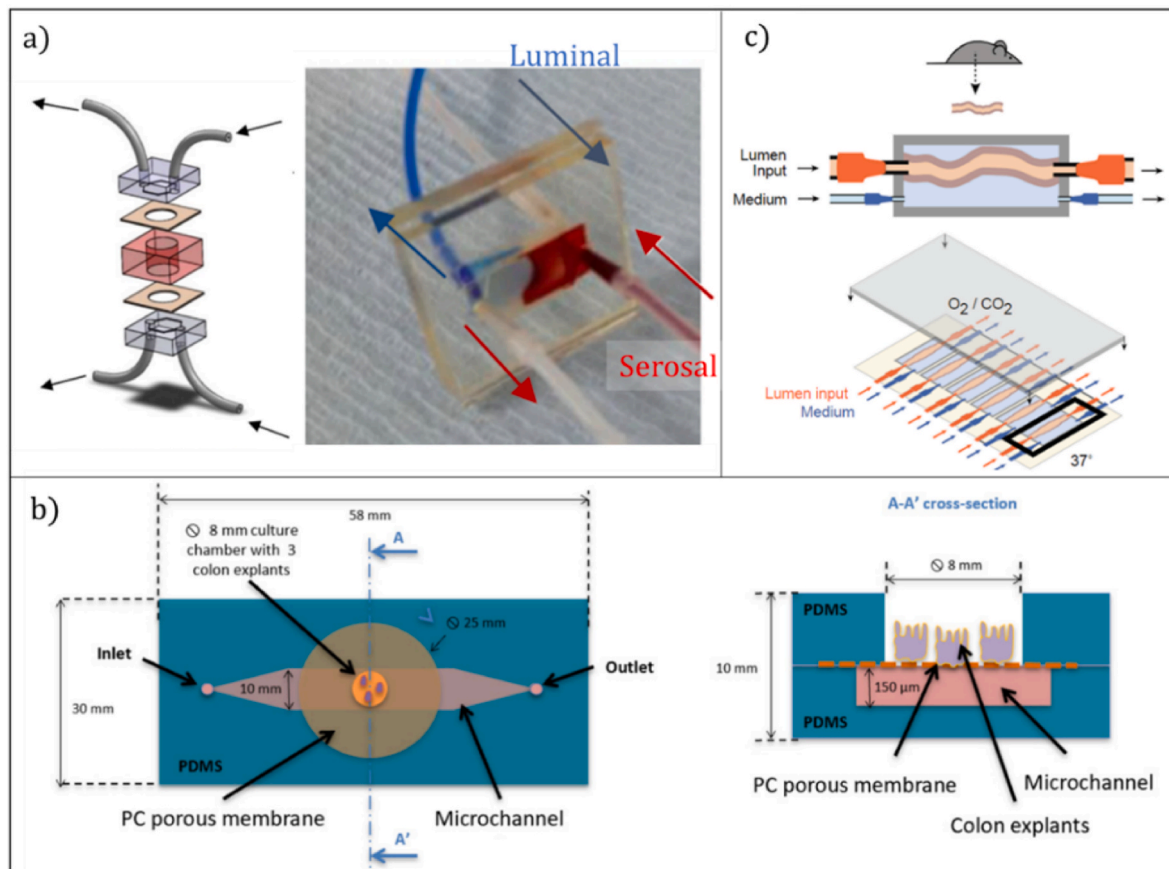 a)
Luminal
Serosal
c)
Lumen
Input
Medium
O2 / CO2
Lumen input
Medium
37°
b)
58 mm
⦸ 8 mm culture
chamber with 3
colon explants
A
⦸ 25 mm
Inlet
10 mm
Outlet
30 mm
PDMS
PC porous membrane
Microchannel
A'
A-A' cross-section
⦸ 8 mm
PDMS
10 mm
150 µm
PDMS
PC porous membrane
Microchannel
Colon explants